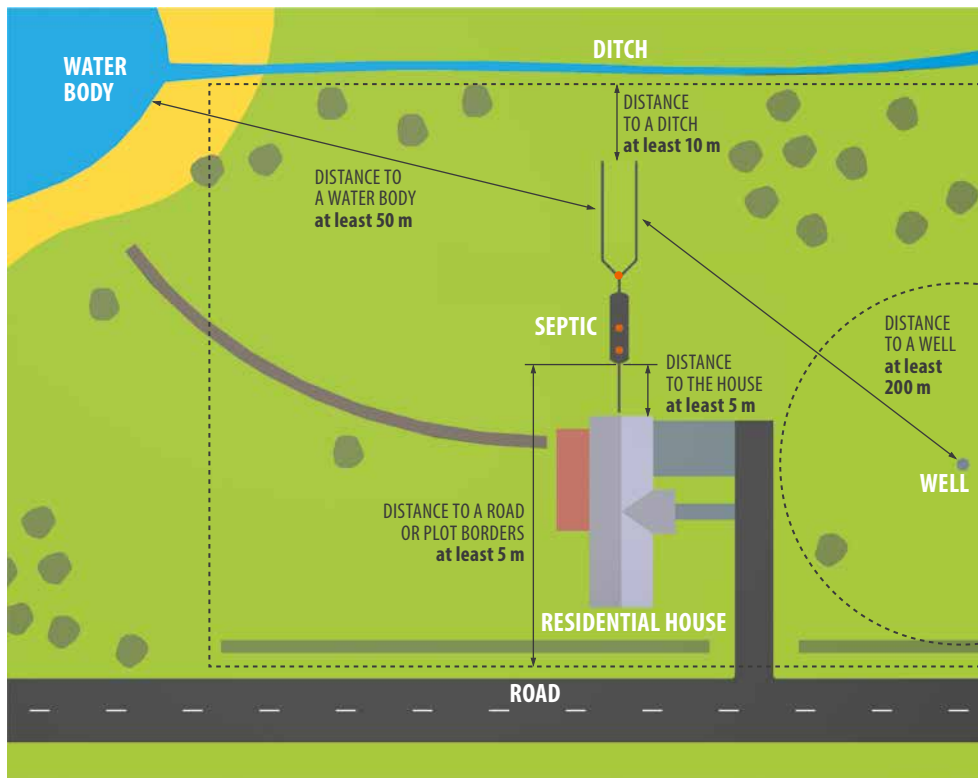 DITCH
WATER
BODY
DISTANCE
TO A DITCH
at least 10 m
DISTANCE TO
A WATER BODY
at least 50 m
SEPTIC
DISTANCE
TO A WELL
at least
200 m
DISTANCE
TO THE HOUSE
at least 5 m
WELL
DISTANCE TO A ROAD
OR PLOT BORDERS
at least 5 m
RESIDENTIAL HOUSE
ROAD